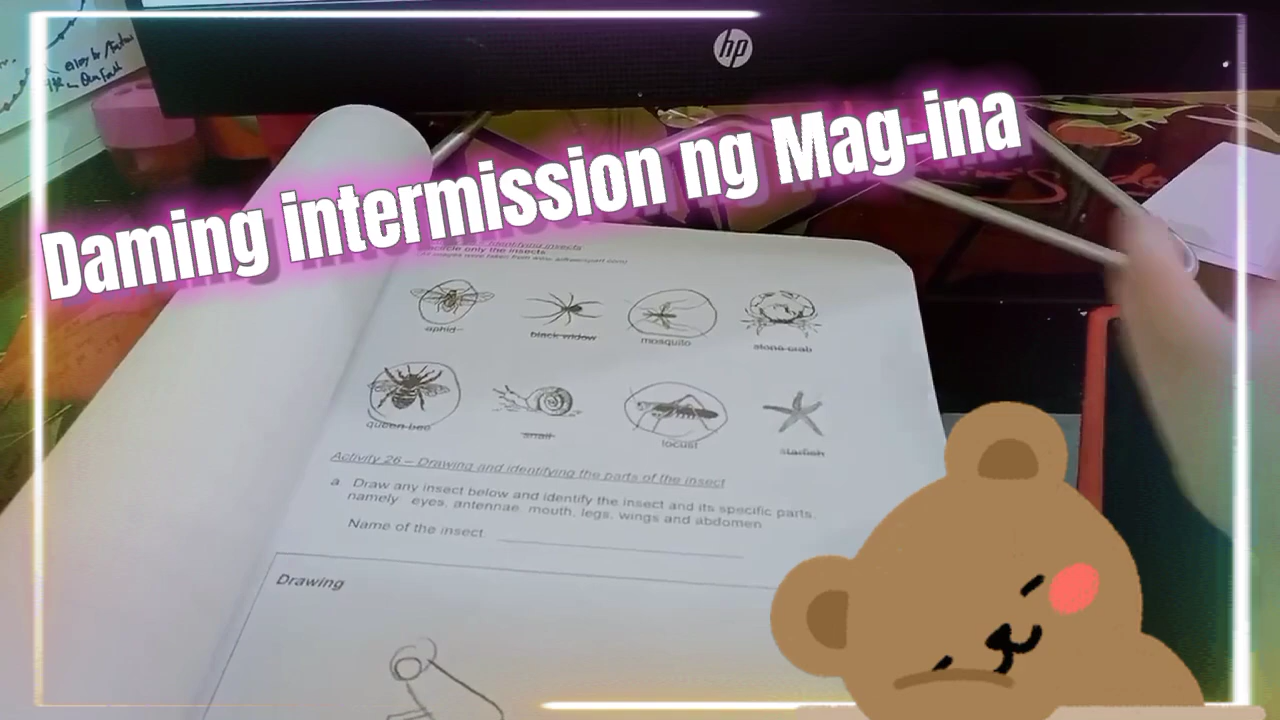 hp
Daming intermission ng Mag-ina
Identifying insects
Encircle only the insects
aphid
black widow
mosquito
stone crab
queen bee
snail
locust
starfish
Activity 26 – Drawing and identifying the parts of the insect
a. Draw any insect below and identify the insect and its specific parts,
namely eyes, antennae, mouth, legs, wings and abdomen
Name of the insect
Drawing